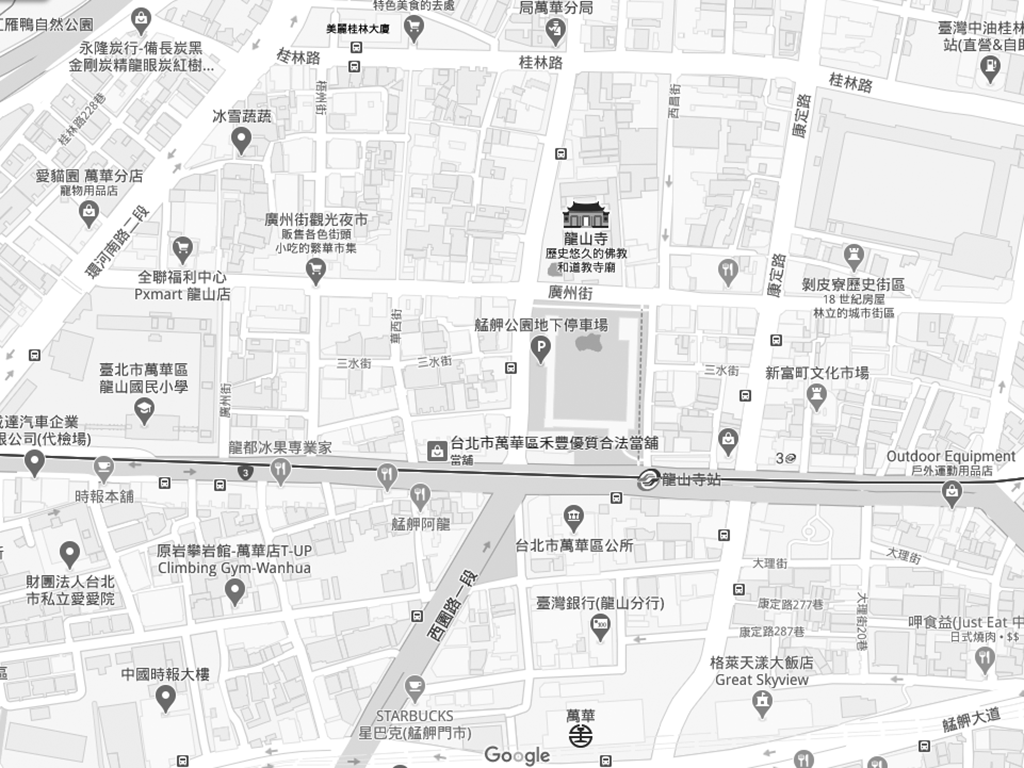 江雁鴨自然公園
特色美食的去處
美麗桂林大廈
局萬華分局
臺灣中油桂林
站(直營&自助
永隆炭行-備長炭黑
金剛炭精龍眼炭紅樹...
桂林路
桂林路
桂林路
桂林路228巷
梧州街
西昌街
康定路
冰雪蔬蔬
愛貓園 萬華分店
寵物用品店
環河南路二段
廣州街觀光夜市
販售各色街頭
小吃的繁華市集
龍山寺
歷史悠久的佛教
和道教寺廟
全聯福利中心
Pxmart 龍山店
康定路
剝皮寮歷史街區
18 世紀房屋
林立的城市街區
廣州街
艋舺公園地下停車場
P
華西街
三水街
三水街
三水街
臺北市萬華區
龍山國民小學
廣州街
新富町文化市場
威達汽車企業
限公司(代檢場)
龍都冰果專業家
台北市萬華區禾豐優質合法當舖
當舖
3
龍山寺站
3
Outdoor Equipment
戶外運動用品店
時報本舖
艋舺阿龍
台北市萬華區公所
所
財團法人台北
市私立愛愛院
原岩攀岩館-萬華店T-UP
Climbing Gym-Wanhua
西園路二段
大理街
大理街
臺灣銀行(龍山分行)
康定路277巷
康定路287巷
大理街20巷
呷食益(Just Eat 中
日式燒肉・$$
區
中國時報大樓
格萊天漾大飯店
Great Skyview
STARBUCKS
星巴克(艋舺門市)
萬華
艋舺大道
Google